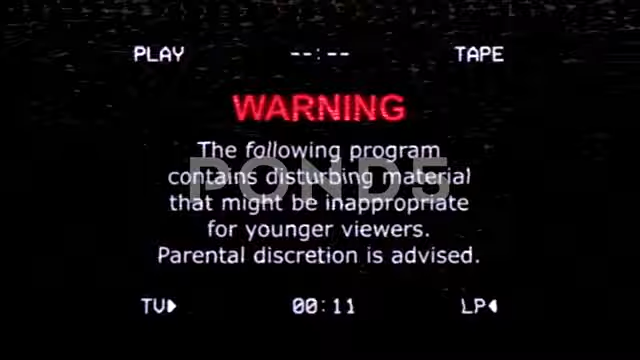 PLAY --:-- TAPE
WARNING
The following program
contains disturbing material
POND5
that might be inappropriate
for younger viewers.
Parental discretion is advised.
TV▶ 00:11 LP◀